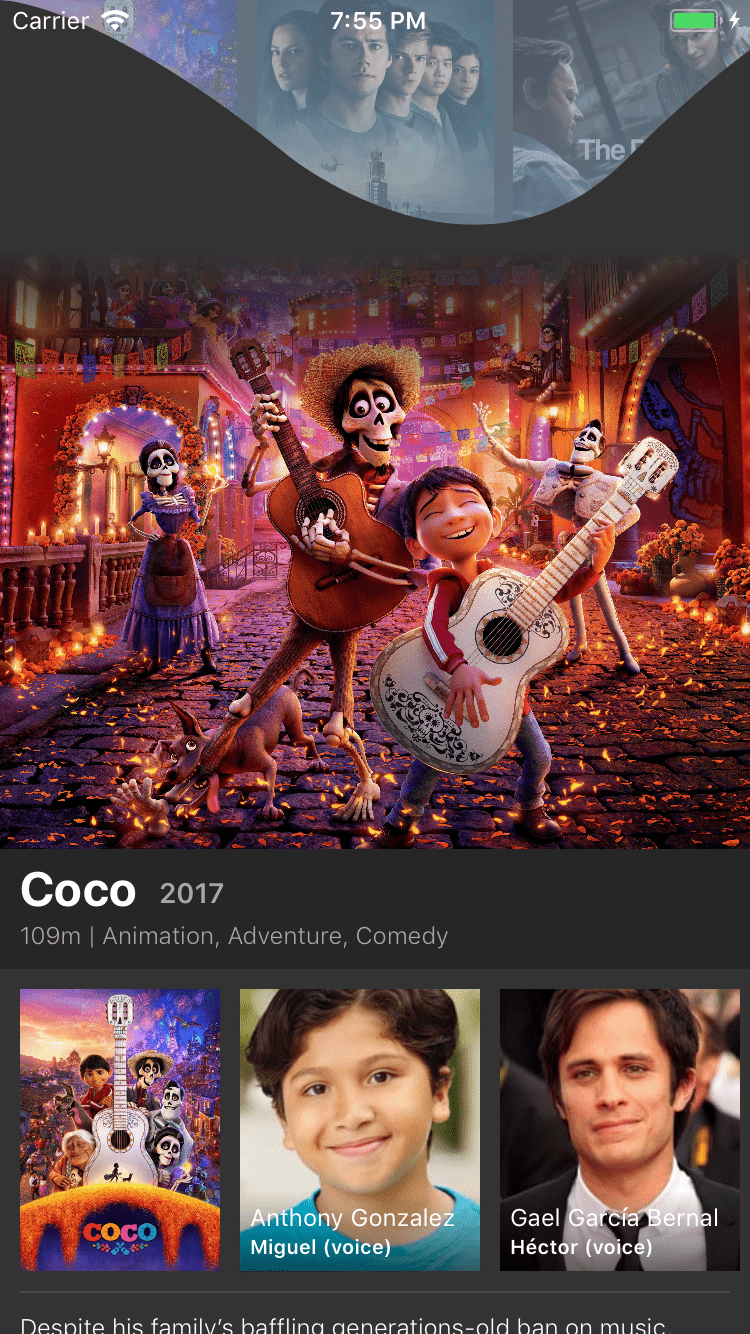 Carrier 7:55 PM
The
Coco 2017
109m | Animation, Adventure, Comedy
COCO
Anthony Gonzalez
Miguel (voice)
Gael García Bernal
Héctor (voice)
Despite his family's baffling generations-old ban on music